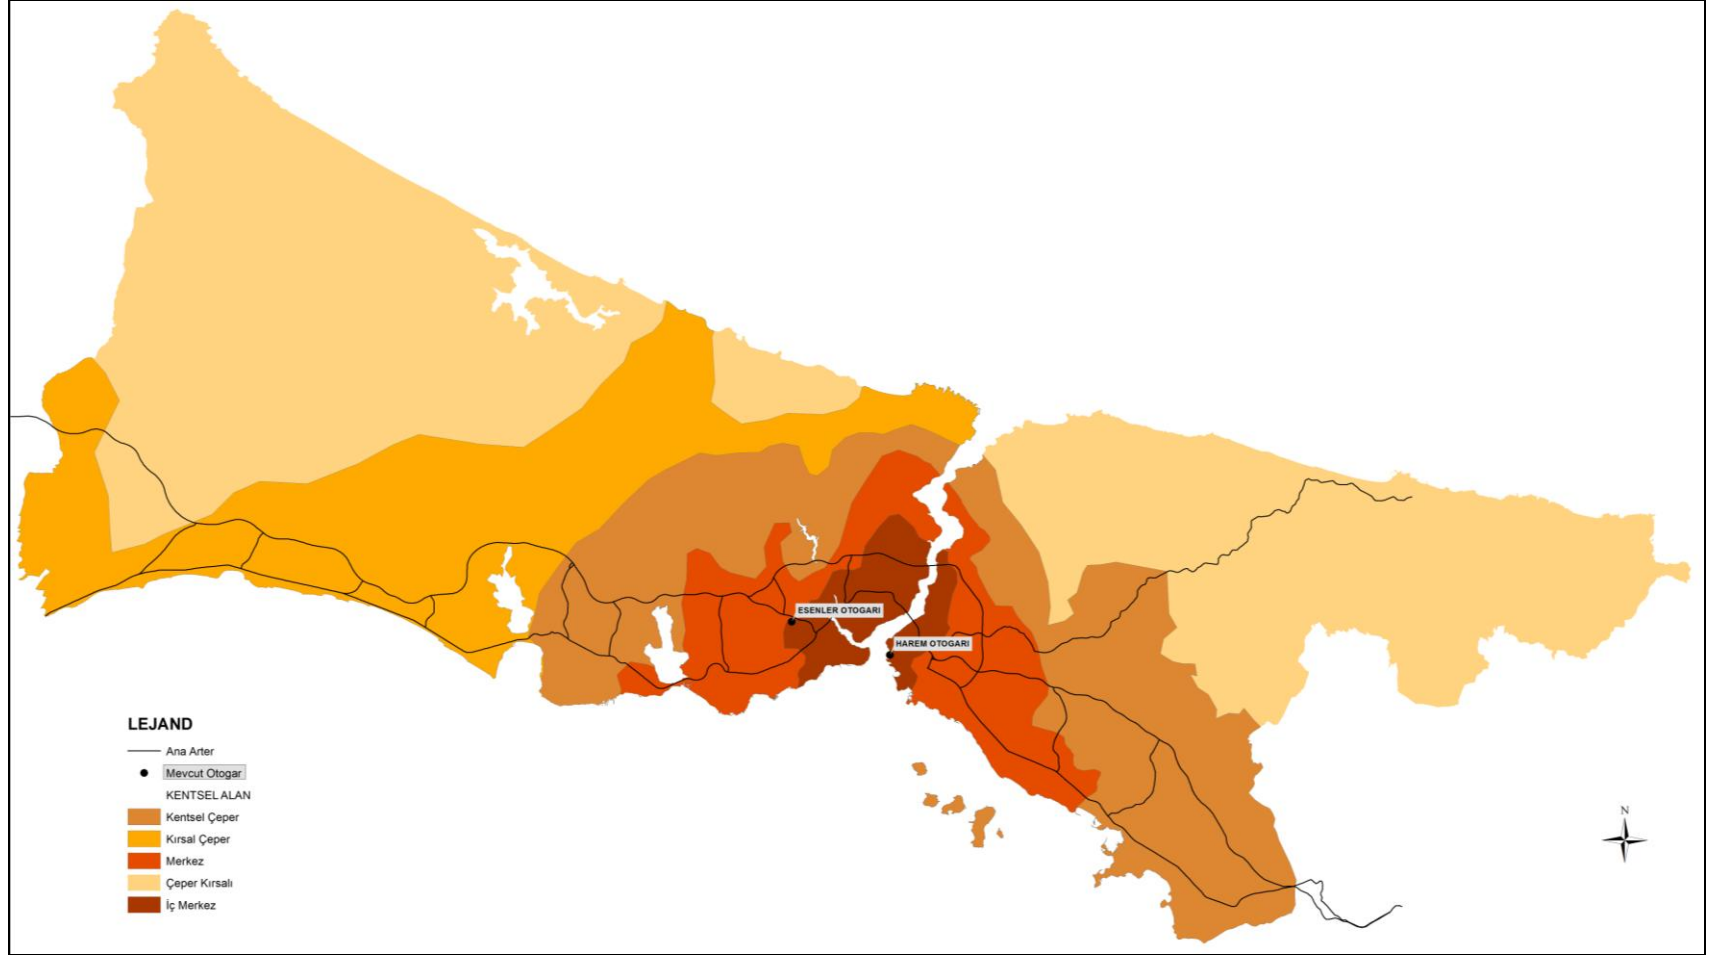 ESENLER OTOGARI
HAREM OTOGARI
LEJAND
Ana Arter
Mevcut Otogar
KENTSEL ALAN
Kentsel Çeper
Kırsal Çeper
Merkez
Çeper Kırsalı
İç Merkez
N